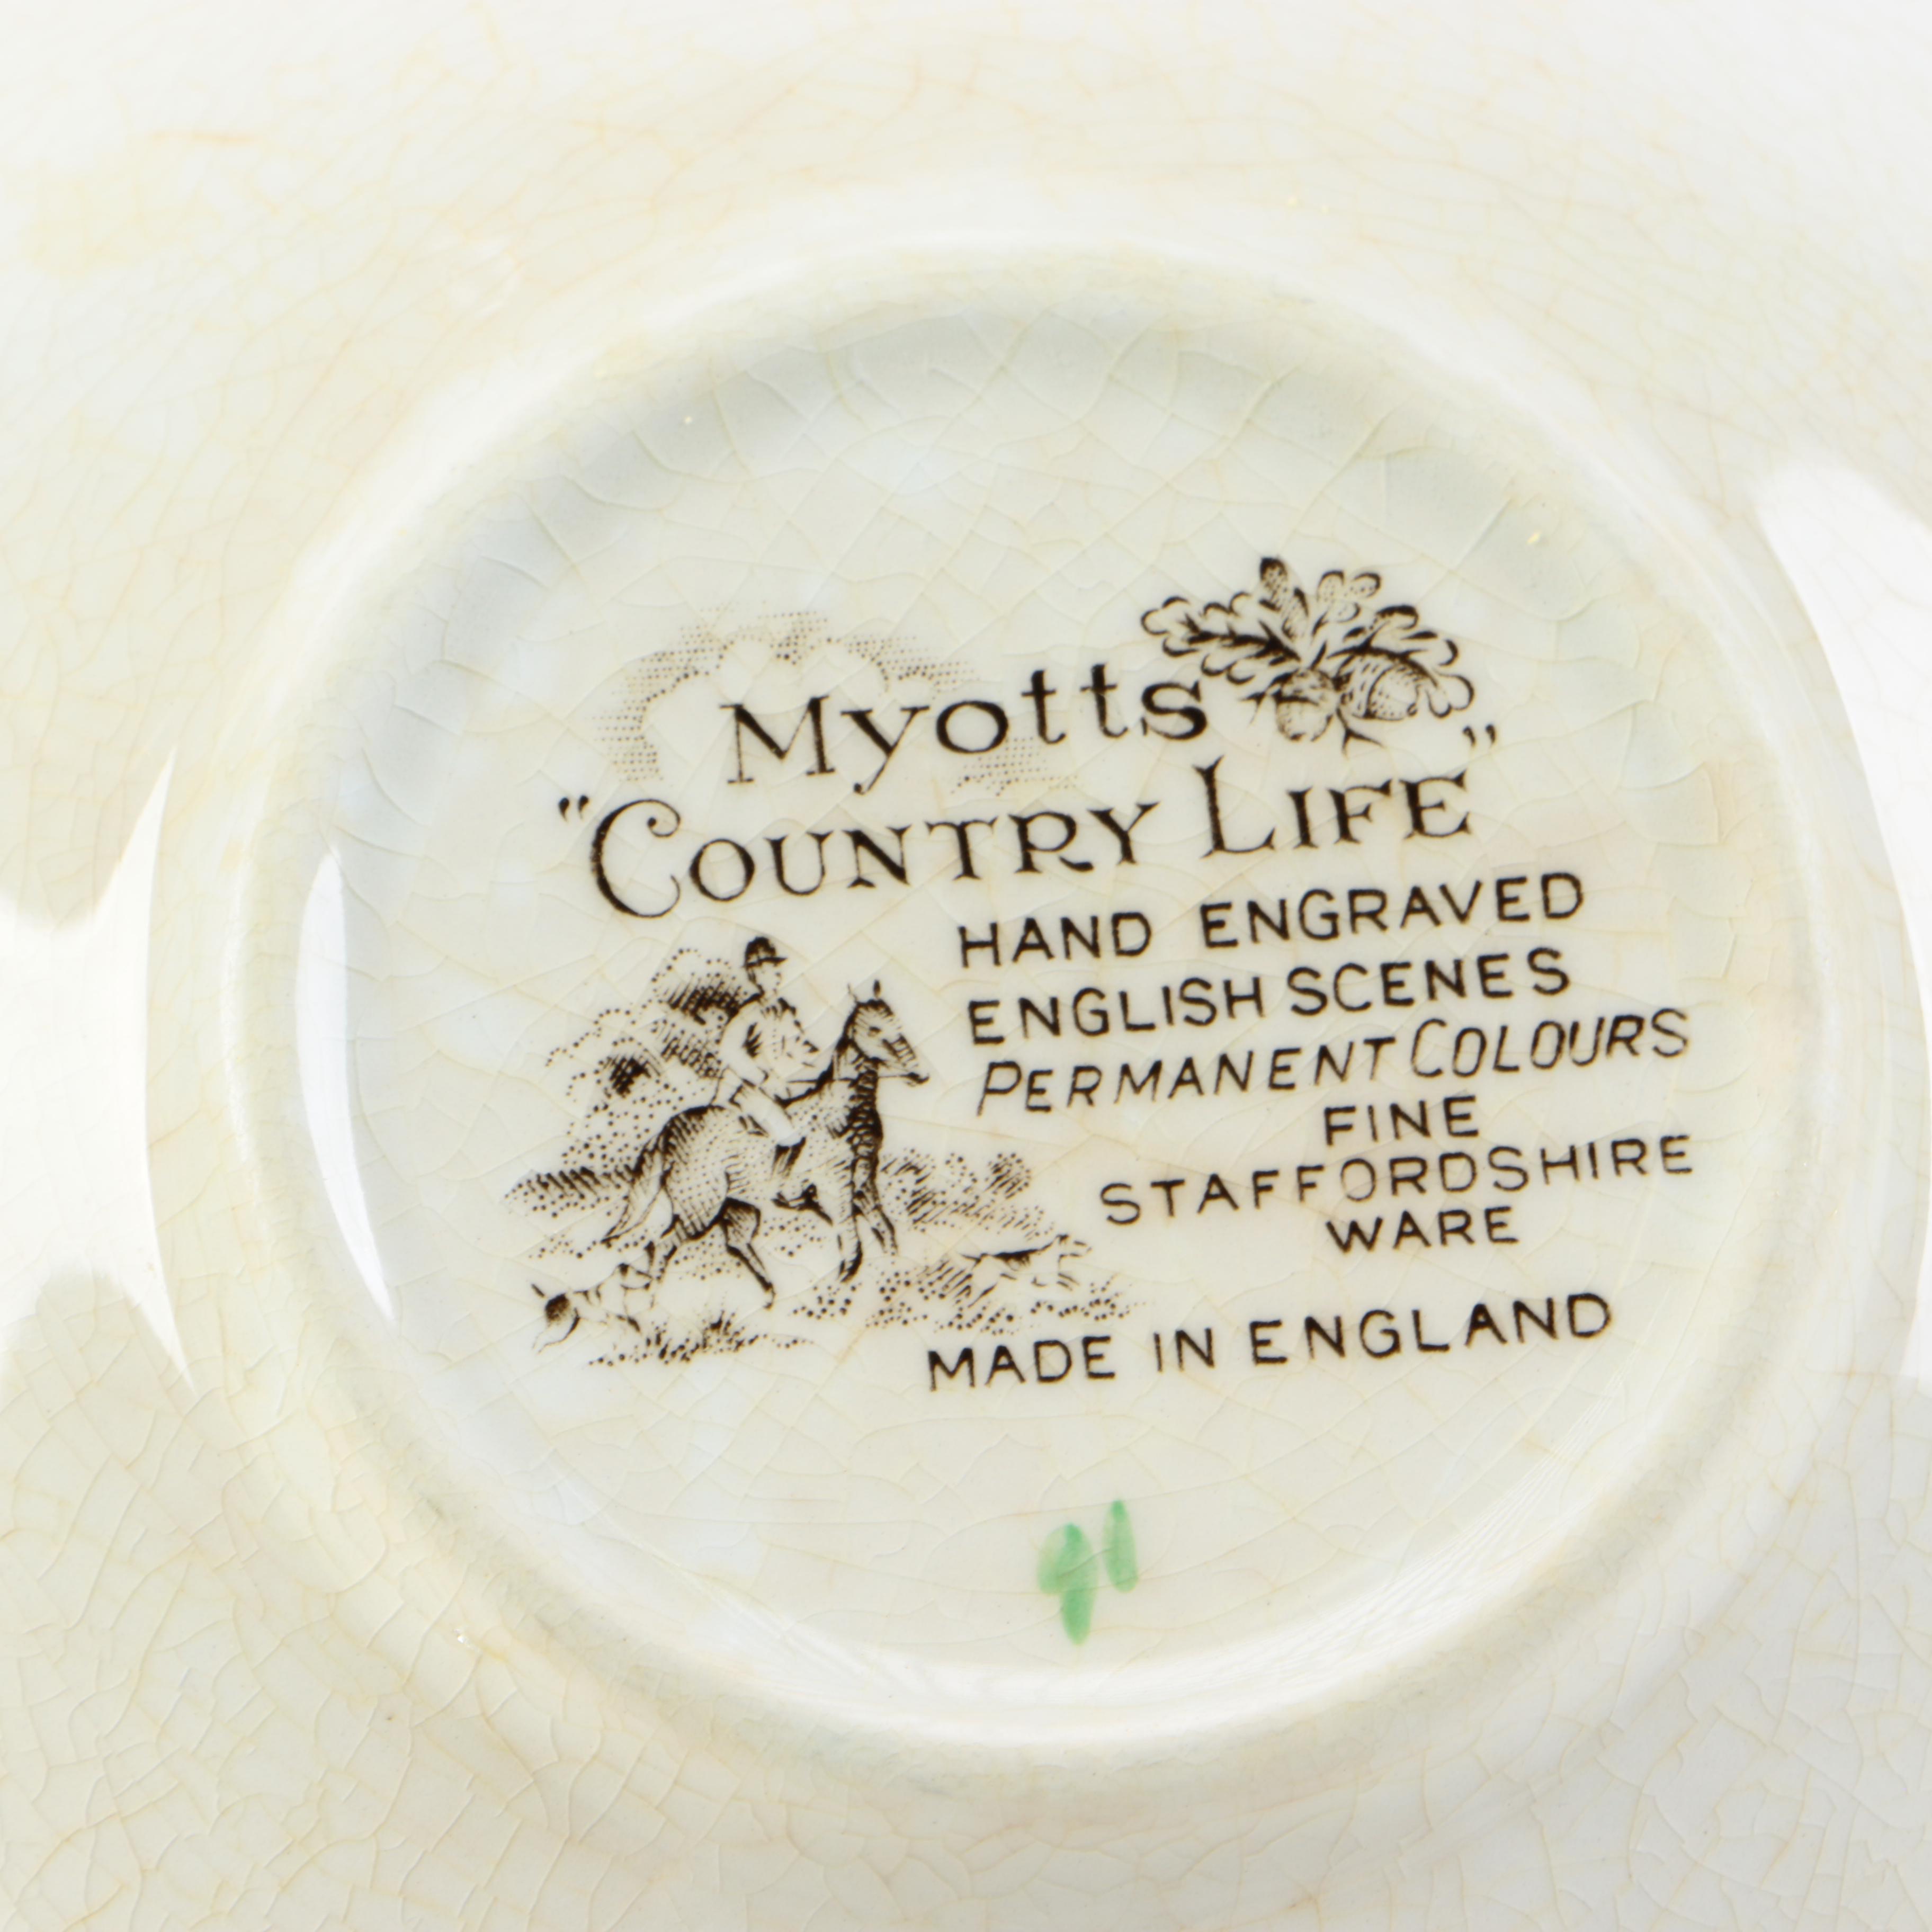 Myotts
"COUNTRY LIFE"
HAND ENGRAVED
ENGLISH SCENES
PERMANENT COLOURS
FINE
STAFFORDSHIRE
WARE
MADE IN ENGLAND